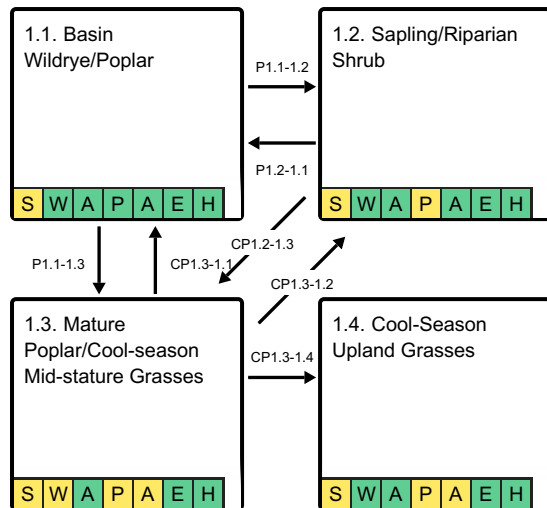 1.1. Basin
Wildrye/Poplar
S W A P A E H
P1.1-1.2
P1.2-1.1
1.2. Sapling/Riparian
Shrub
S W A P A E H
P1.1-1.3
CP1.3-1.1
CP1.2-1.3
CP1.3-1.2
1.3. Mature
Poplar/Cool-season
Mid-stature Grasses
S W A P A E H
CP1.3-1.4
1.4. Cool-Season
Upland Grasses
S W A P A E H